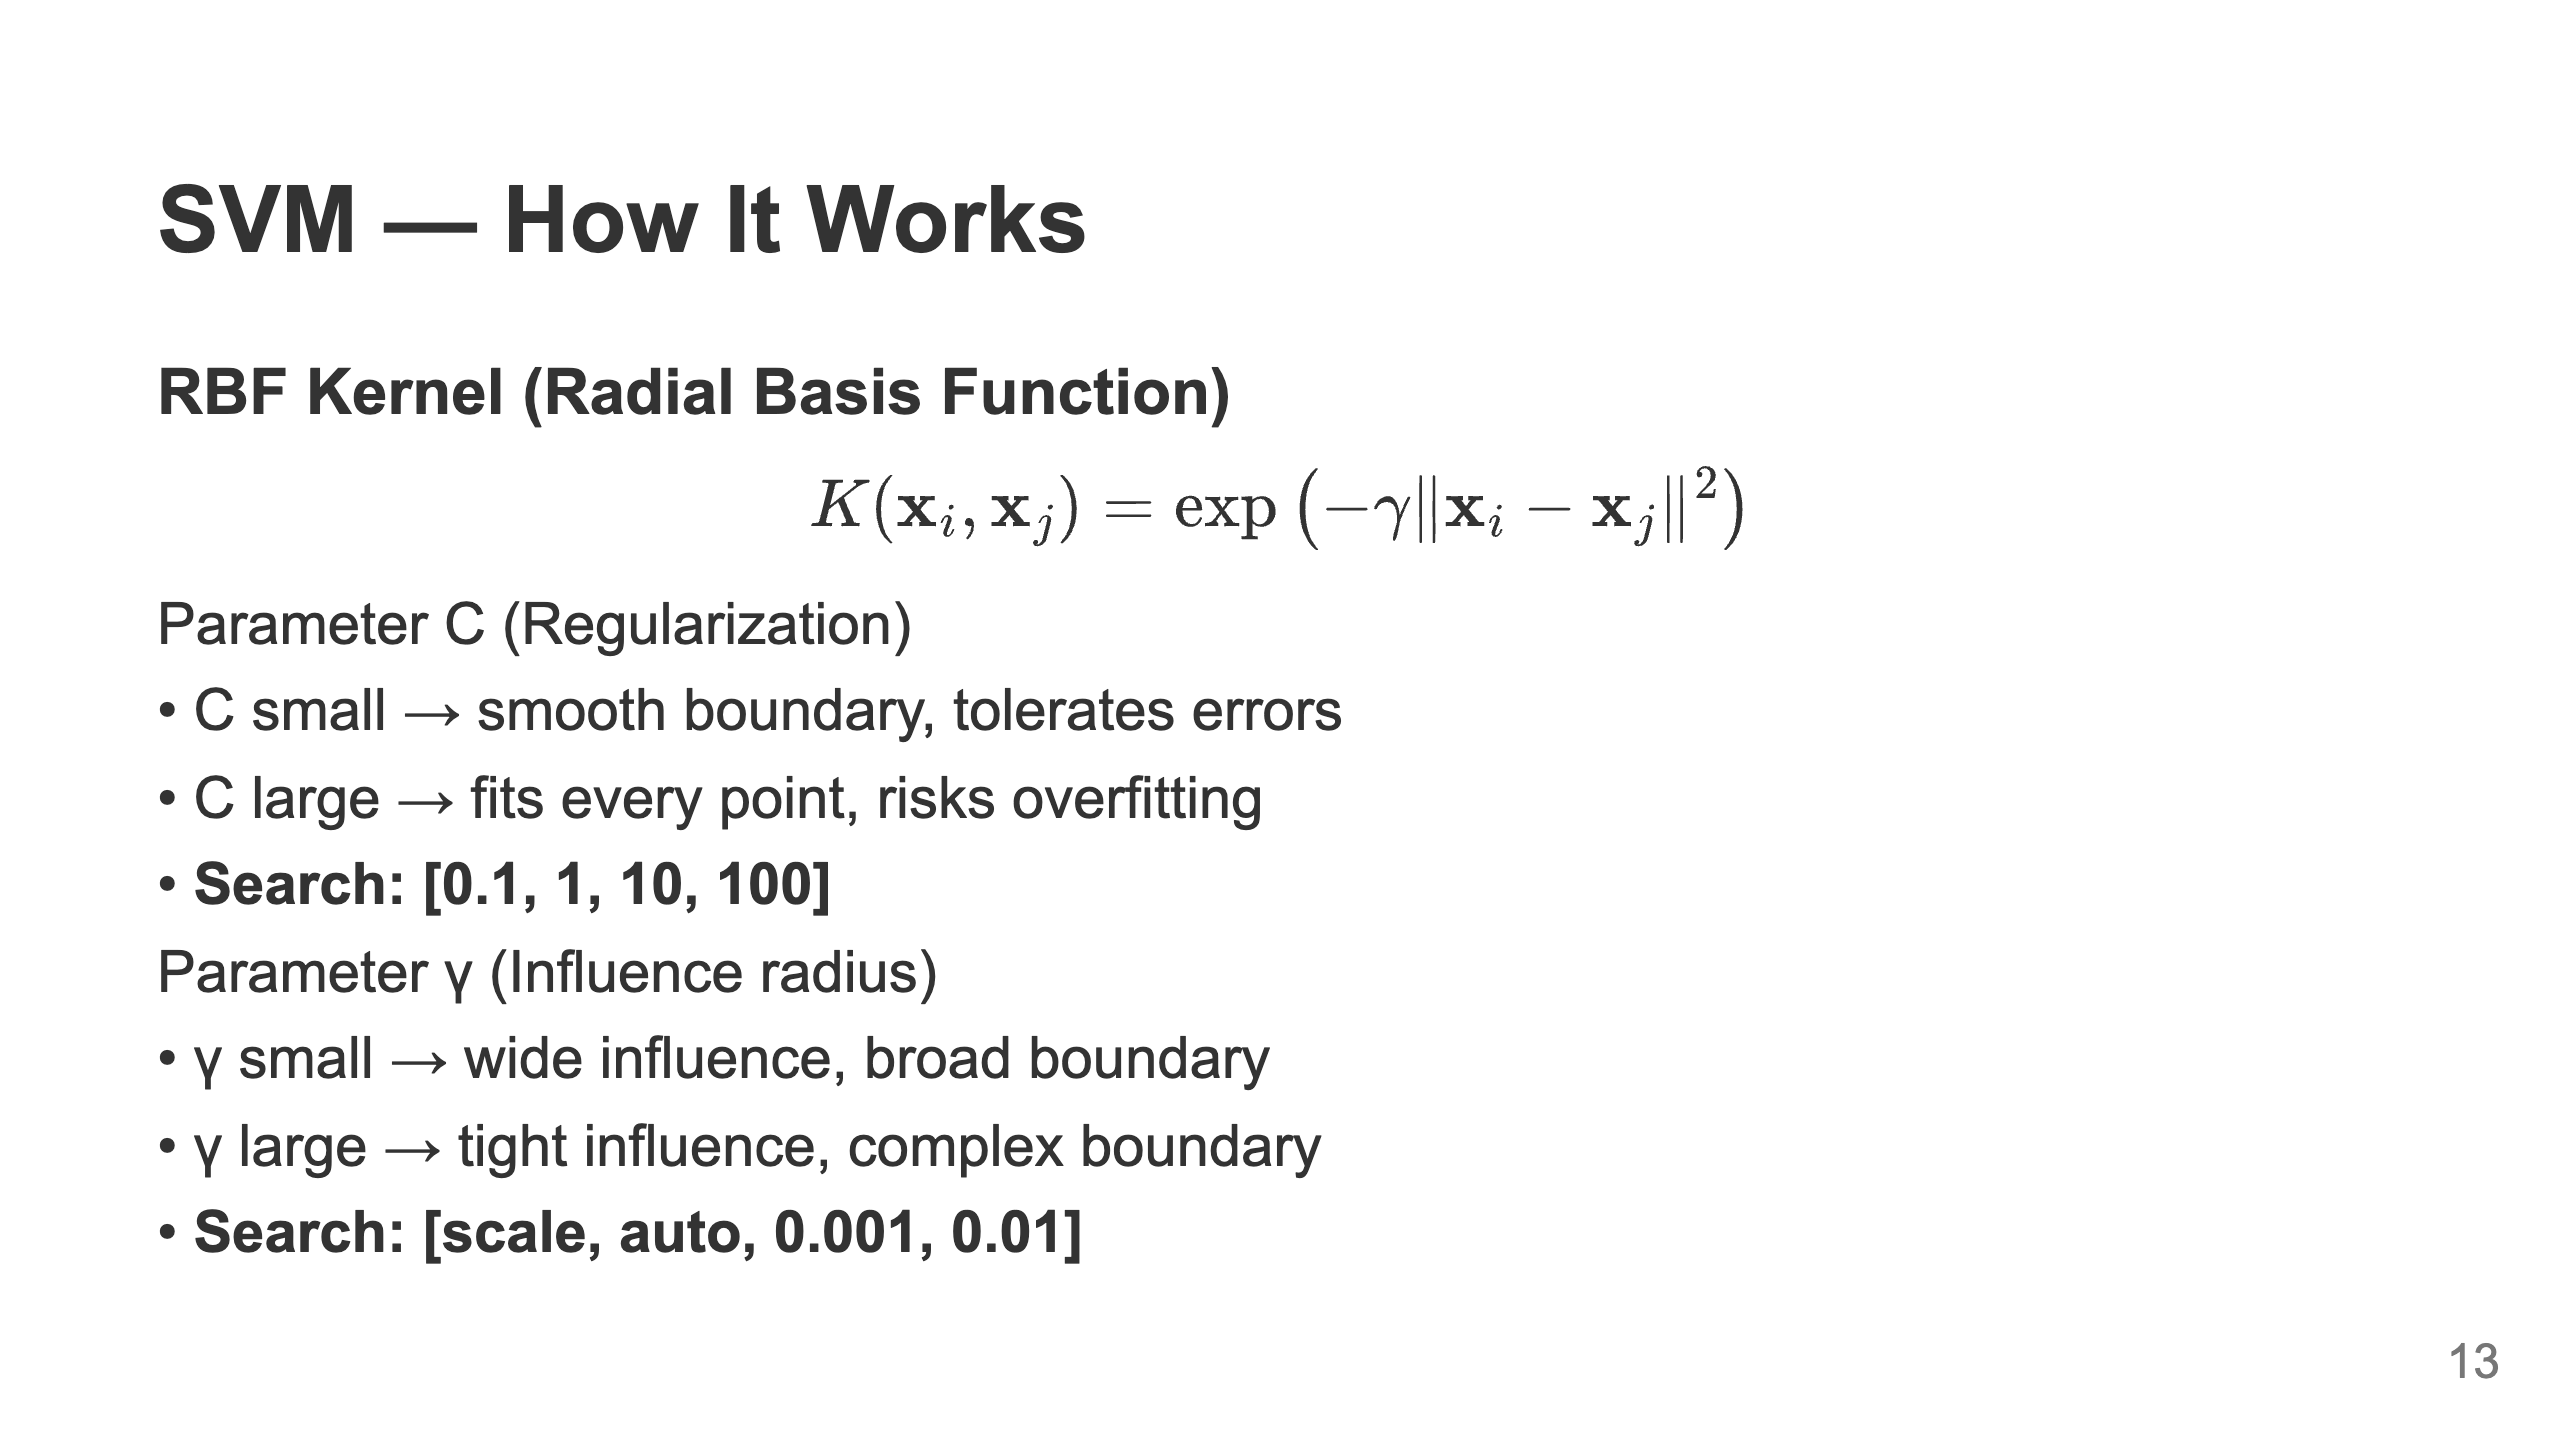 SVM — How It Works
RBF Kernel (Radial Basis Function)
K(𝐱ᵢ, 𝐱ⱼ) = exp (−γ‖𝐱ᵢ − 𝐱ⱼ‖²)
Parameter C (Regularization)
• C small → smooth boundary, tolerates errors
• C large → fits every point, risks overfitting
• Search: [0.1, 1, 10, 100]
Parameter γ (Influence radius)
• γ small → wide influence, broad boundary
• γ large → tight influence, complex boundary
• Search: [scale, auto, 0.001, 0.01]
13